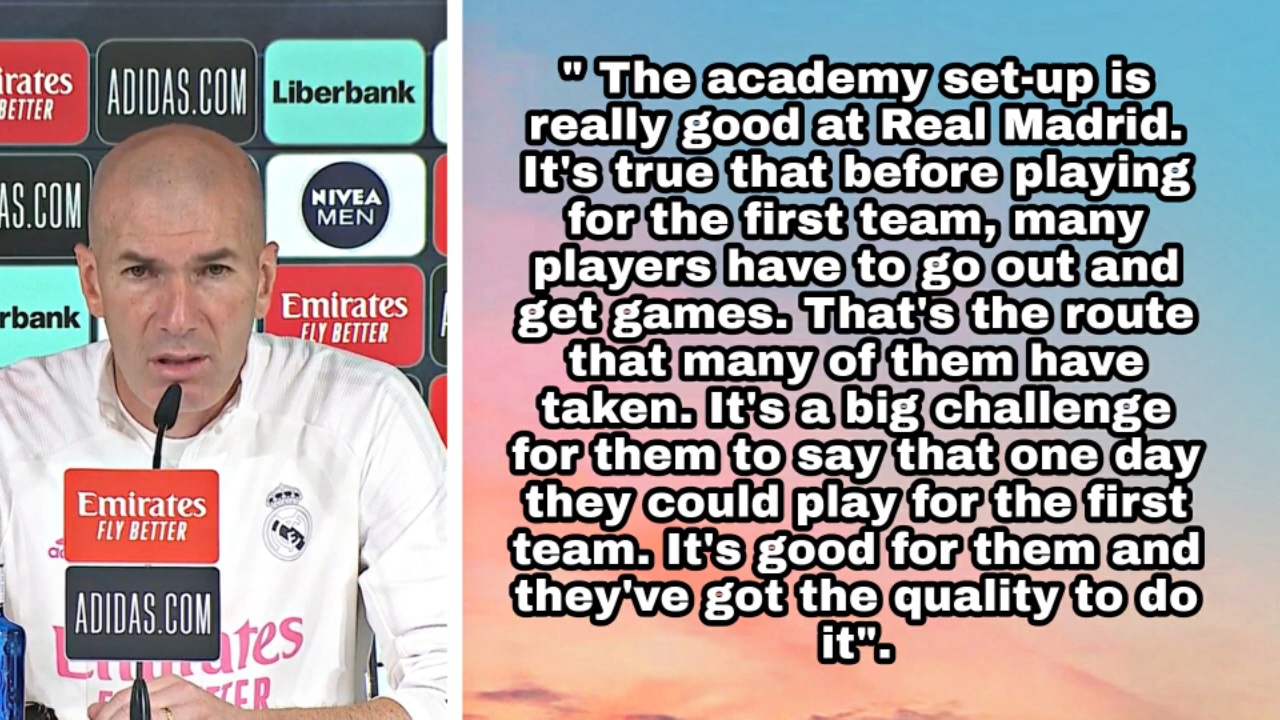 irates
BETTER
ADIDAS.COM
Liberbank
AS.COM
NIVEA
MEN
rbank
Emirates
FLY BETTER
Emirates
FLY BETTER
ADIDAS.COM
Emirates
" The academy set-up is
really good at Real Madrid.
It's true that before playing
for the first team, many
players have to go out and
get games. That's the route
that many of them have
taken. It's a big challenge
for them to say that one day
they could play for the first
team. It's good for them and
they've got the quality to do
it".